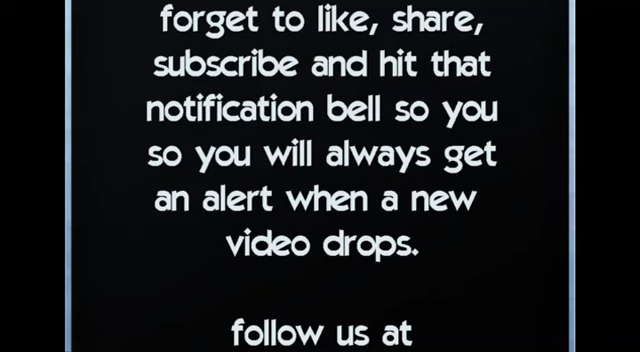 forget to like, share,
subscribe and hit that
notification bell so you
so you will always get
an alert when a new
video drops.
follow us at